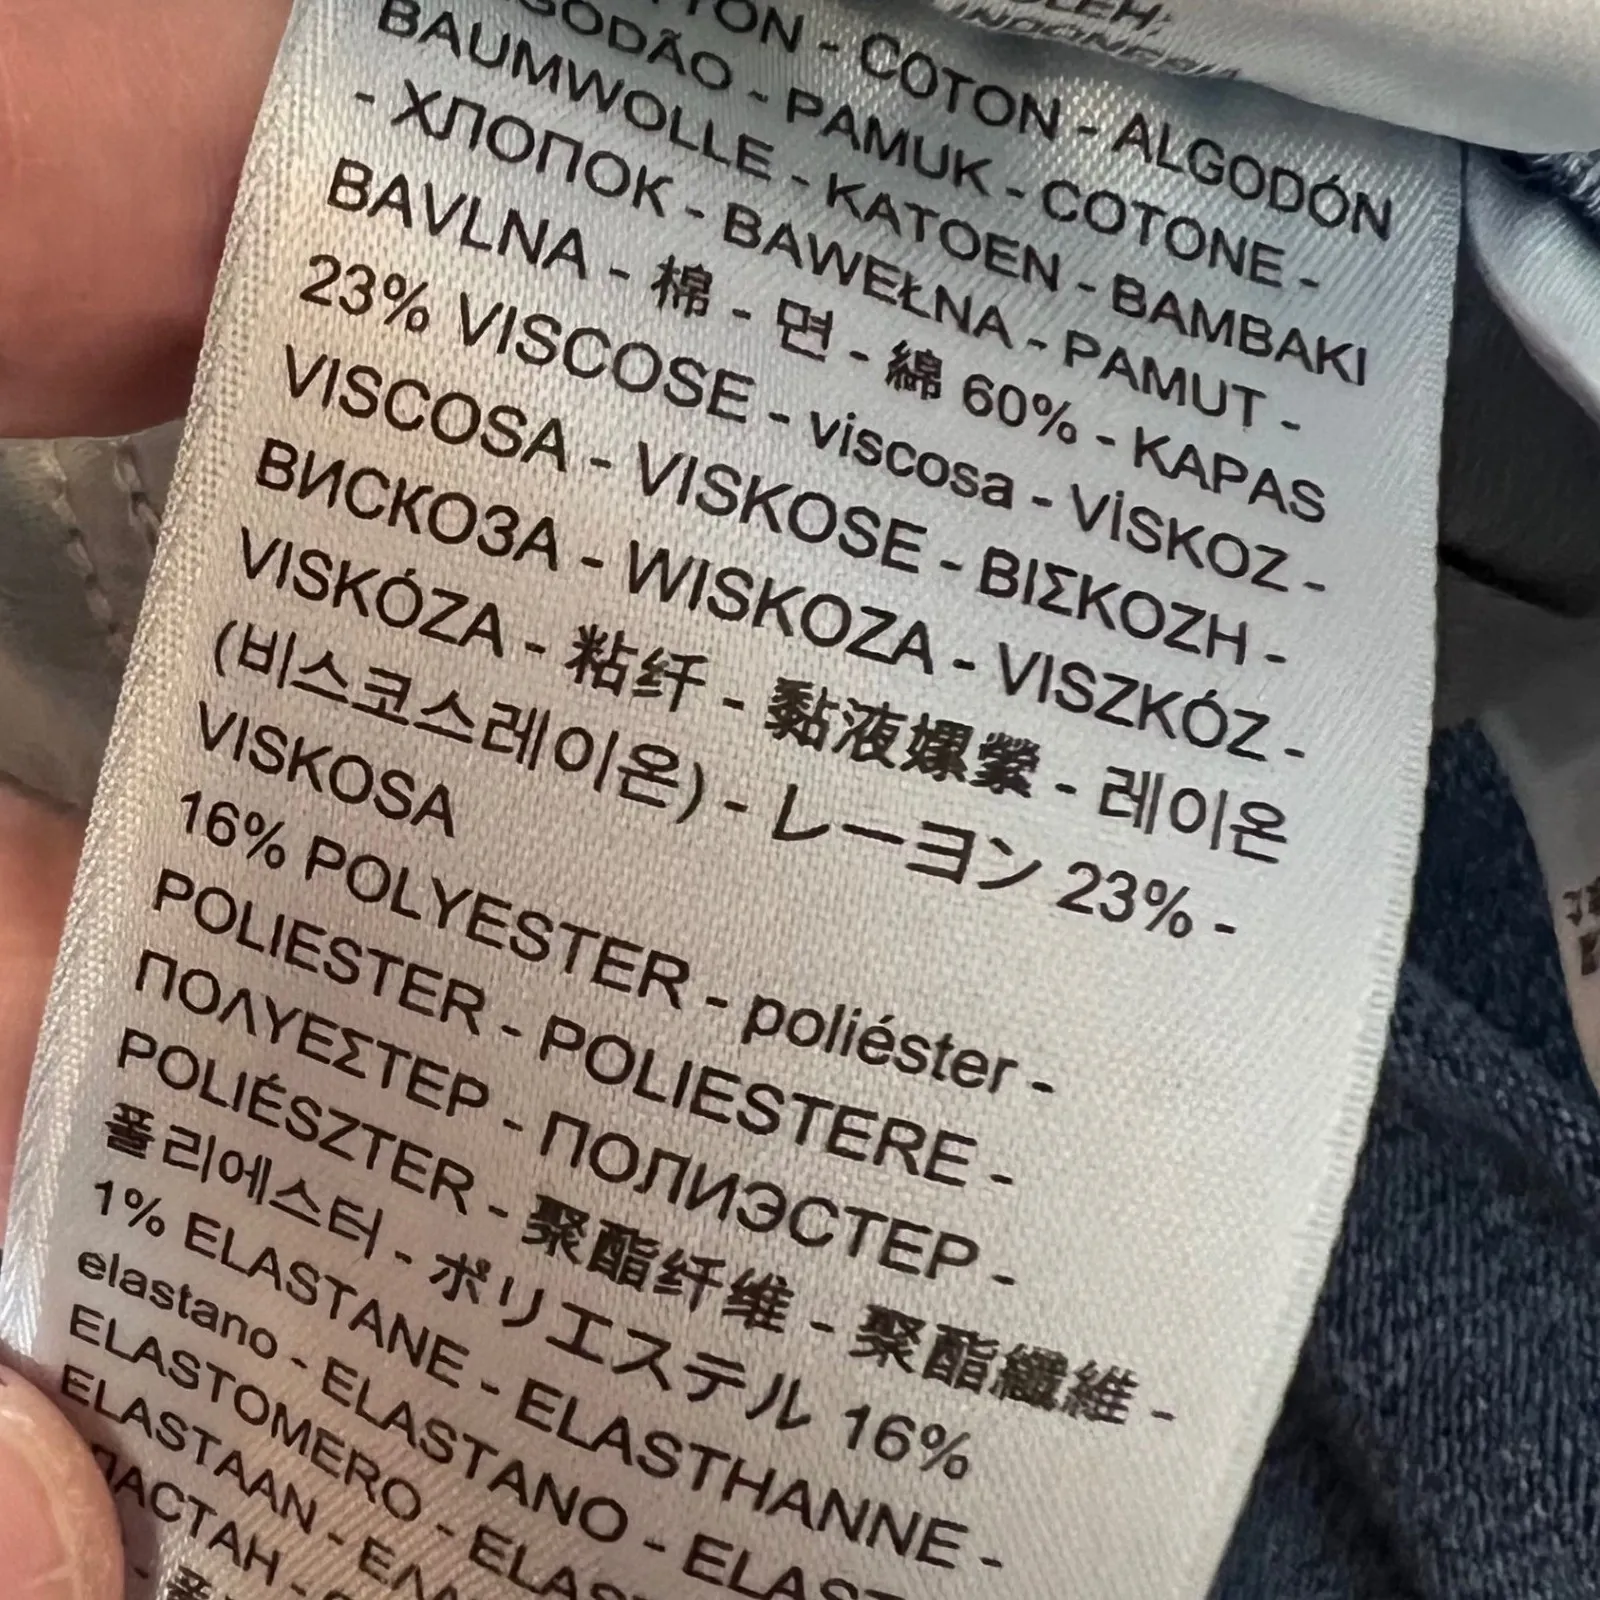 COTON - ALGODÓN
PAMUK - COTONE -
BAUMWOLLE - KATOEN - BAMBAKI
- ХЛОПОК - BAWEŁNA - PAMUT -
BAVLNA - 棉 - 면 - 綿 60% - KAPAS
23% VISCOSE - viscosa - VİSKOZ -
VISCOSA - VISKOSE - ΒΙΣΚΟΖΗ -
ВИСКОЗА - WISKOZA - VISZKÓZ -
VISKÓZA - 粘纤 - 黏液嫘縈 - 레이온
(비스코스레이온) - レーヨン 23% -
VISKOSA
16% POLYESTER - poliéster -
POLIESTER - POLIESTERE -
ΠΟΛΥΕΣΤΕΡ - ПОЛИЭСТЕР -
POLIÉSZTER - 聚酯纤维 - 聚酯纖維 -
폴리에스터 - ポリエステル 16%
1% ELASTANE - ELASTHANNE -
elastano - ELASTANO -
ELASTOMERO -
ELASTAAN -